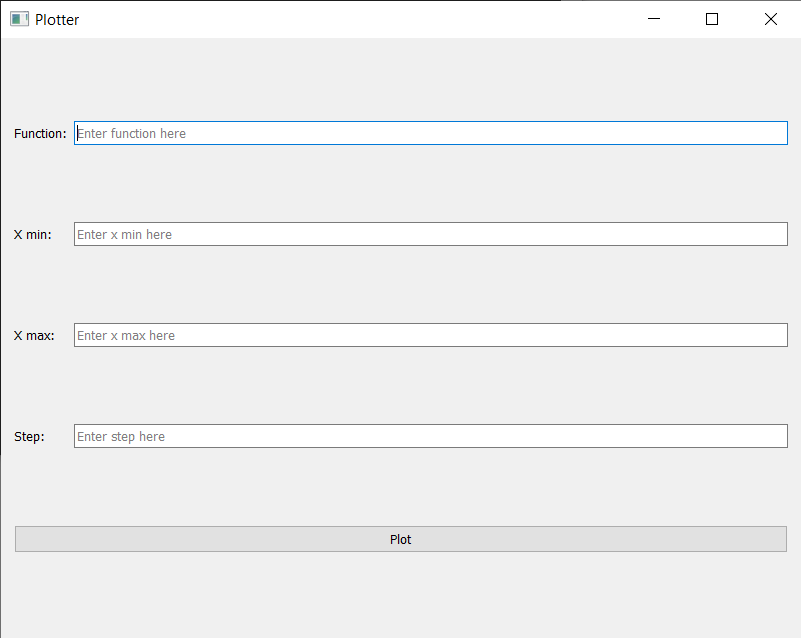 Plotter
Function: Enter function here
X min: Enter x min here
X max: Enter x max here
Step: Enter step here
Plot